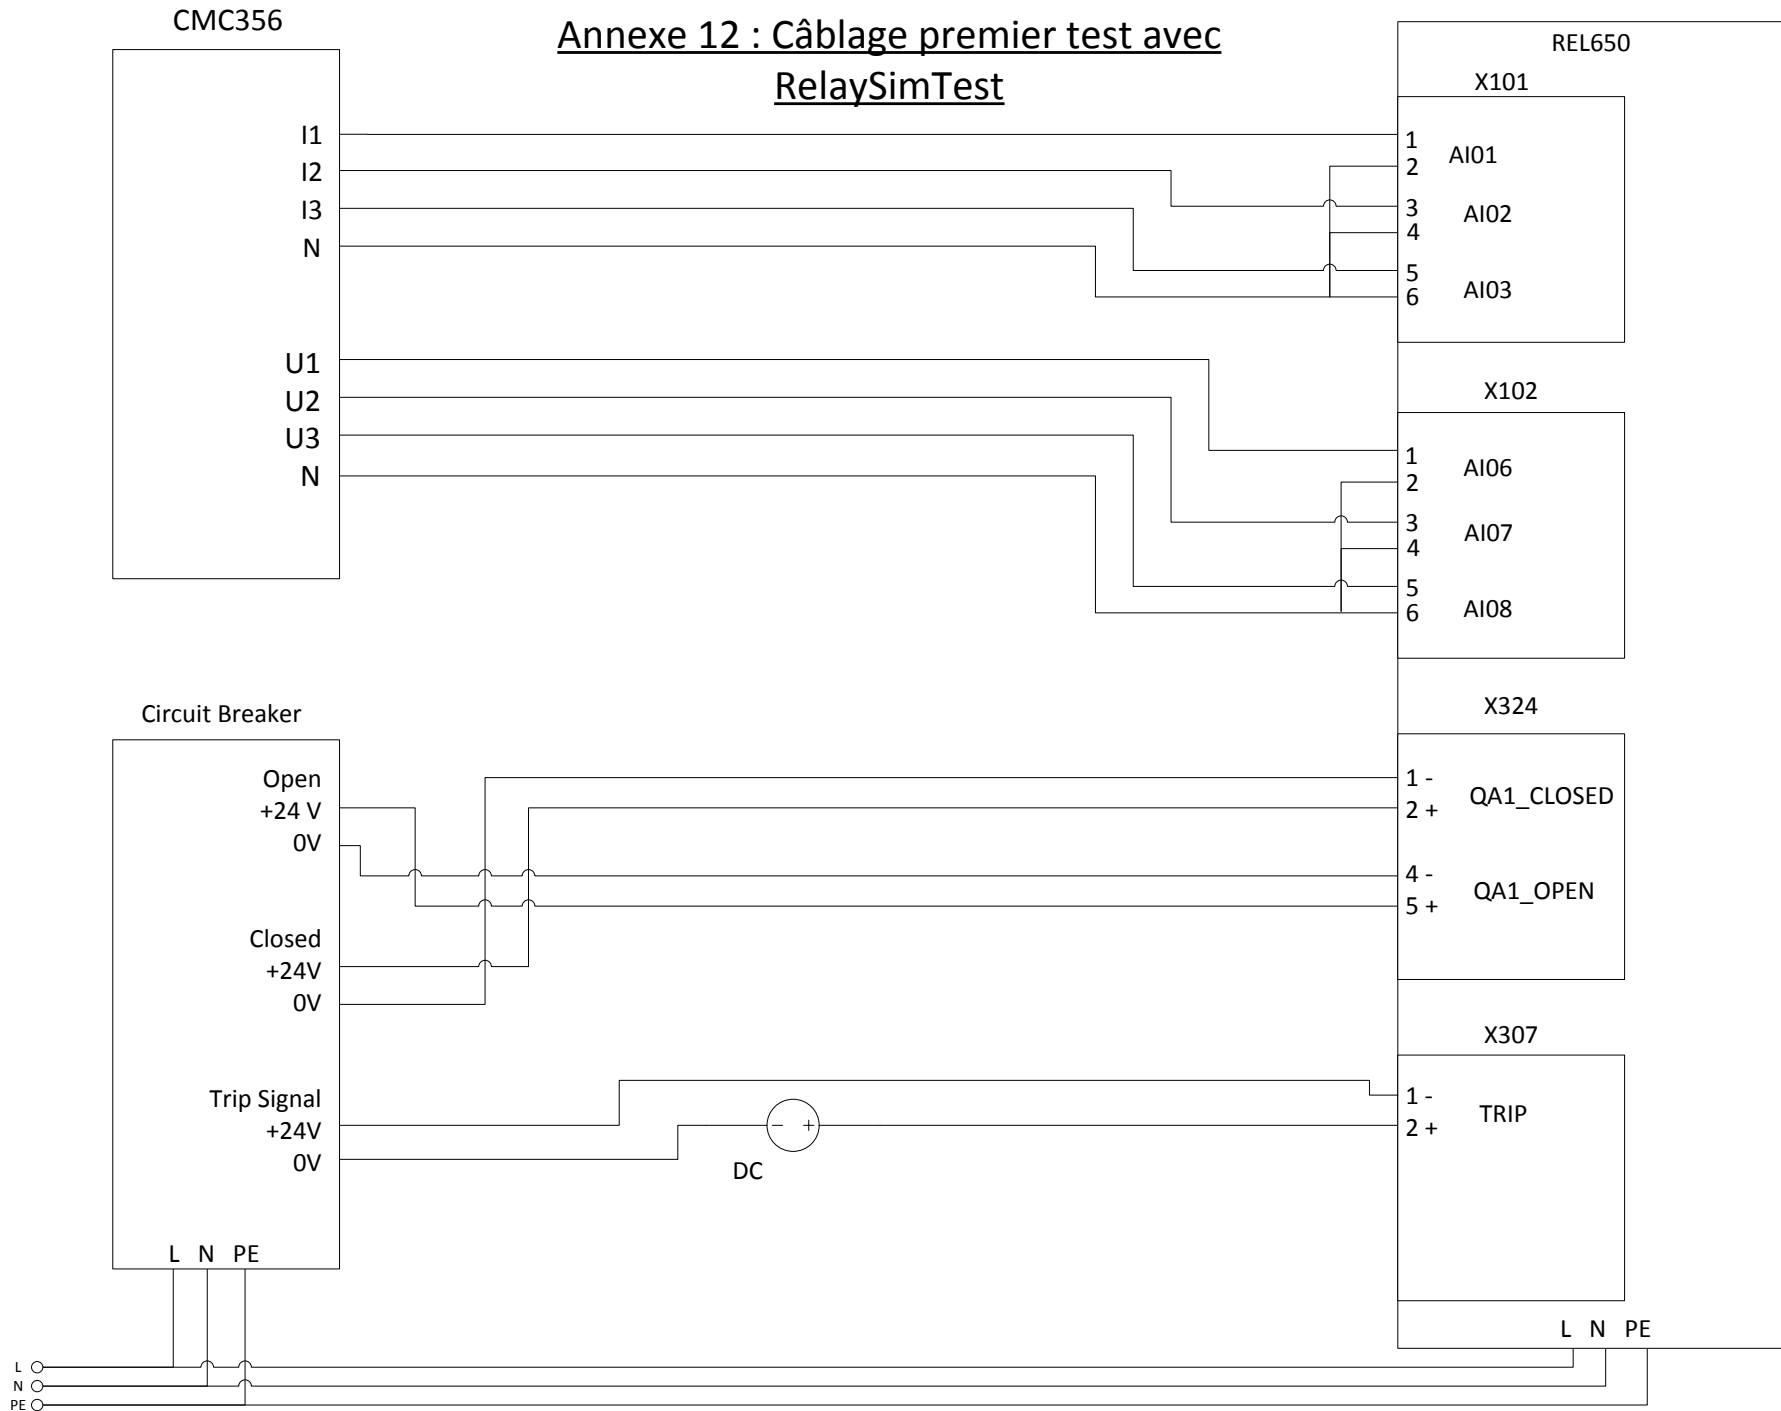 CMC356
Annexe 12 : Câblage premier test avec
RelaySimTest
I1
I2
I3
N
U1
U2
U3
N
REL650
X101
1
2
AI01
3
4
AI02
5
6
AI03
X102
1
2
AI06
3
4
AI07
5
6
AI08
Circuit Breaker
Open
+24 V
0V
Closed
+24V
0V
Trip Signal
+24V
0V
L N PE
X324
1 -
2 +
QA1_CLOSED
4 -
5 +
QA1_OPEN
X307
1 -
2 +
TRIP
- +
DC
L N PE
L
N
PE